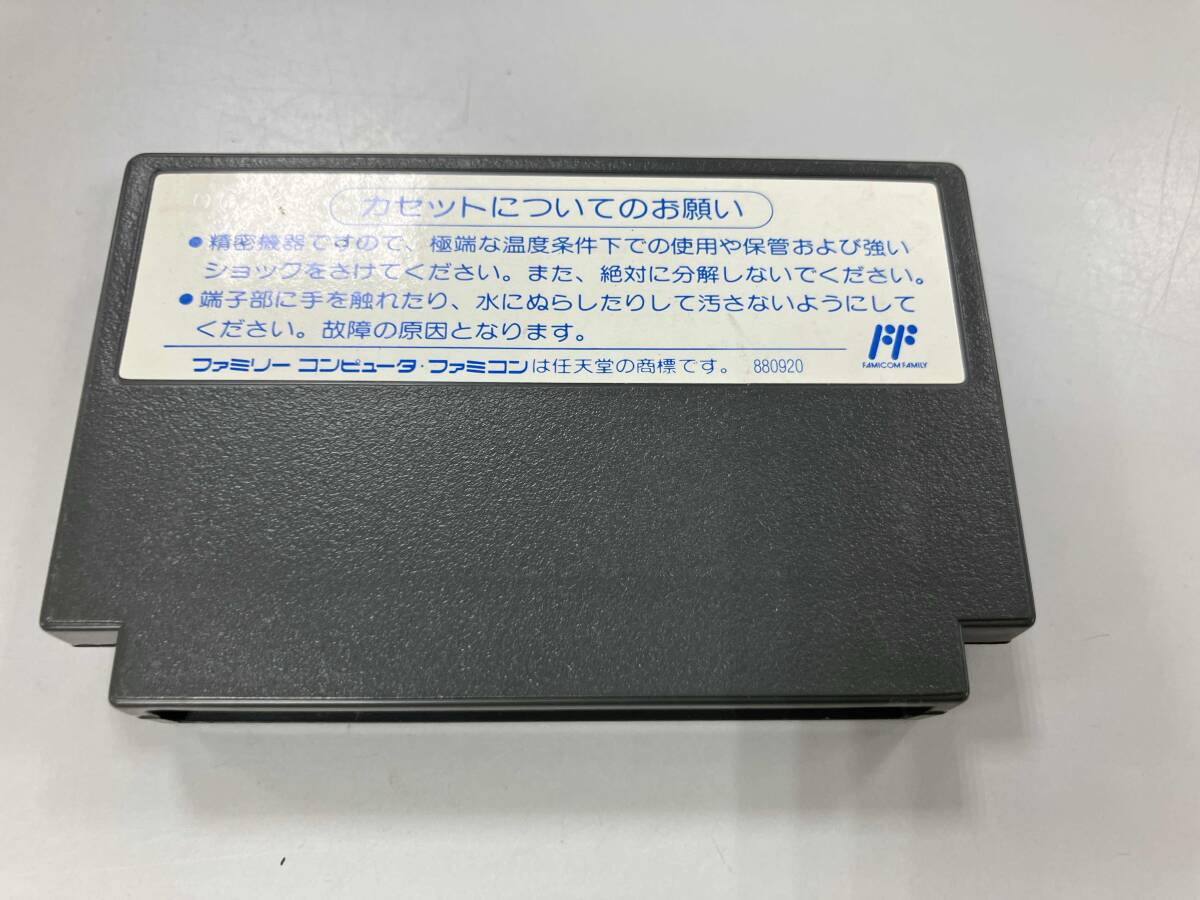 カセットについてのお願い
●精密機器ですので、極端な温度条件下での使用や保管および強い
ショックをさけてください。また、絶対に分解しないでください。
●端子部に手を触れたり、水にぬらしたりして汚さないようにして
ください。故障の原因となります。
ファミリー コンピュータ・ファミコンは任天堂の商標です。 880920
FF
FAMICOM FAMILY